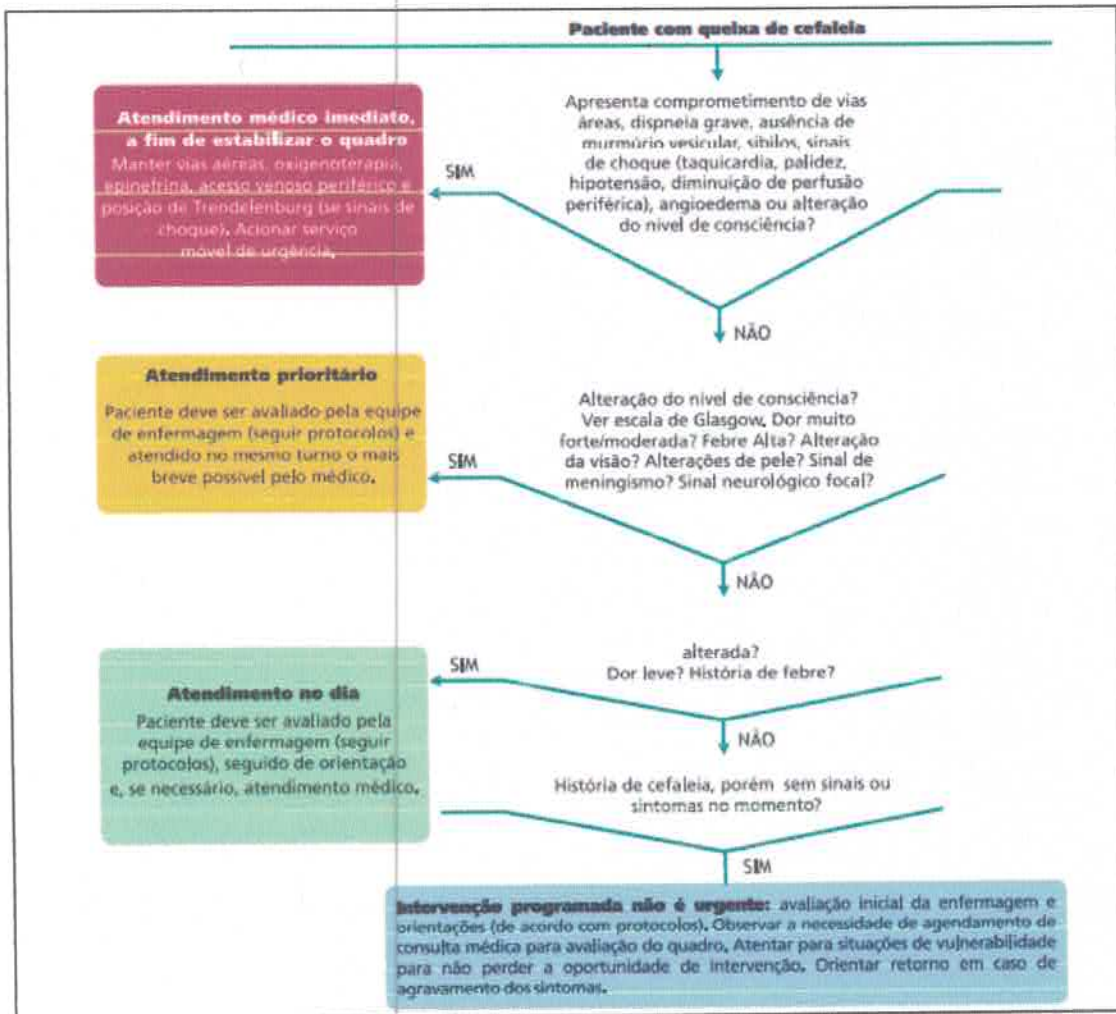 Paciente com queixa de cefaleia
Apresenta comprometimento de vias
áreas, dispneia grave, ausência de
murmúrio vesicular, sibilos, sinais
de choque (taquicardia, palidez,
hipotensão, diminuição de perfusão
periférica), angioedema ou alteração
do nível de consciência?
SIM
Atendimento médico imediato,
a fim de estabilizar o quadro
Manter vias aéreas, oxigenoterapia,
epinefrina, acesso venoso periférico e
posição de Trendelenburg (se sinais de
choque). Acionar serviço
móvel de urgência.
NÃO
Alteração do nível de consciência?
Ver escala de Glasgow. Dor muito
forte/moderada? Febre Alta? Alteração
da visão? Alterações de pele? Sinal de
meningismo? Sinal neurológico focal?
SIM
Atendimento prioritário
Paciente deve ser avaliado pela equipe
de enfermagem (seguir protocolos) e
atendido no mesmo turno o mais
breve possível pelo médico.
NÃO
alterada?
Dor leve? História de febre?
SIM
Atendimento no dia
Paciente deve ser avaliado pela
equipe de enfermagem (seguir
protocolos), seguido de orientação
e, se necessário, atendimento médico.
NÃO
História de cefaleia, porém sem sinais ou
sintomas no momento?
SIM
Intervenção programada não é urgente: avaliação inicial da enfermagem e
orientações (de acordo com protocolos). Observar a necessidade de agendamento de
consulta médica para avaliação do quadro. Atentar para situações de vulnerabilidade
para não perder a oportunidade de intervenção. Orientar retorno em caso de
agravamento dos sintomas.